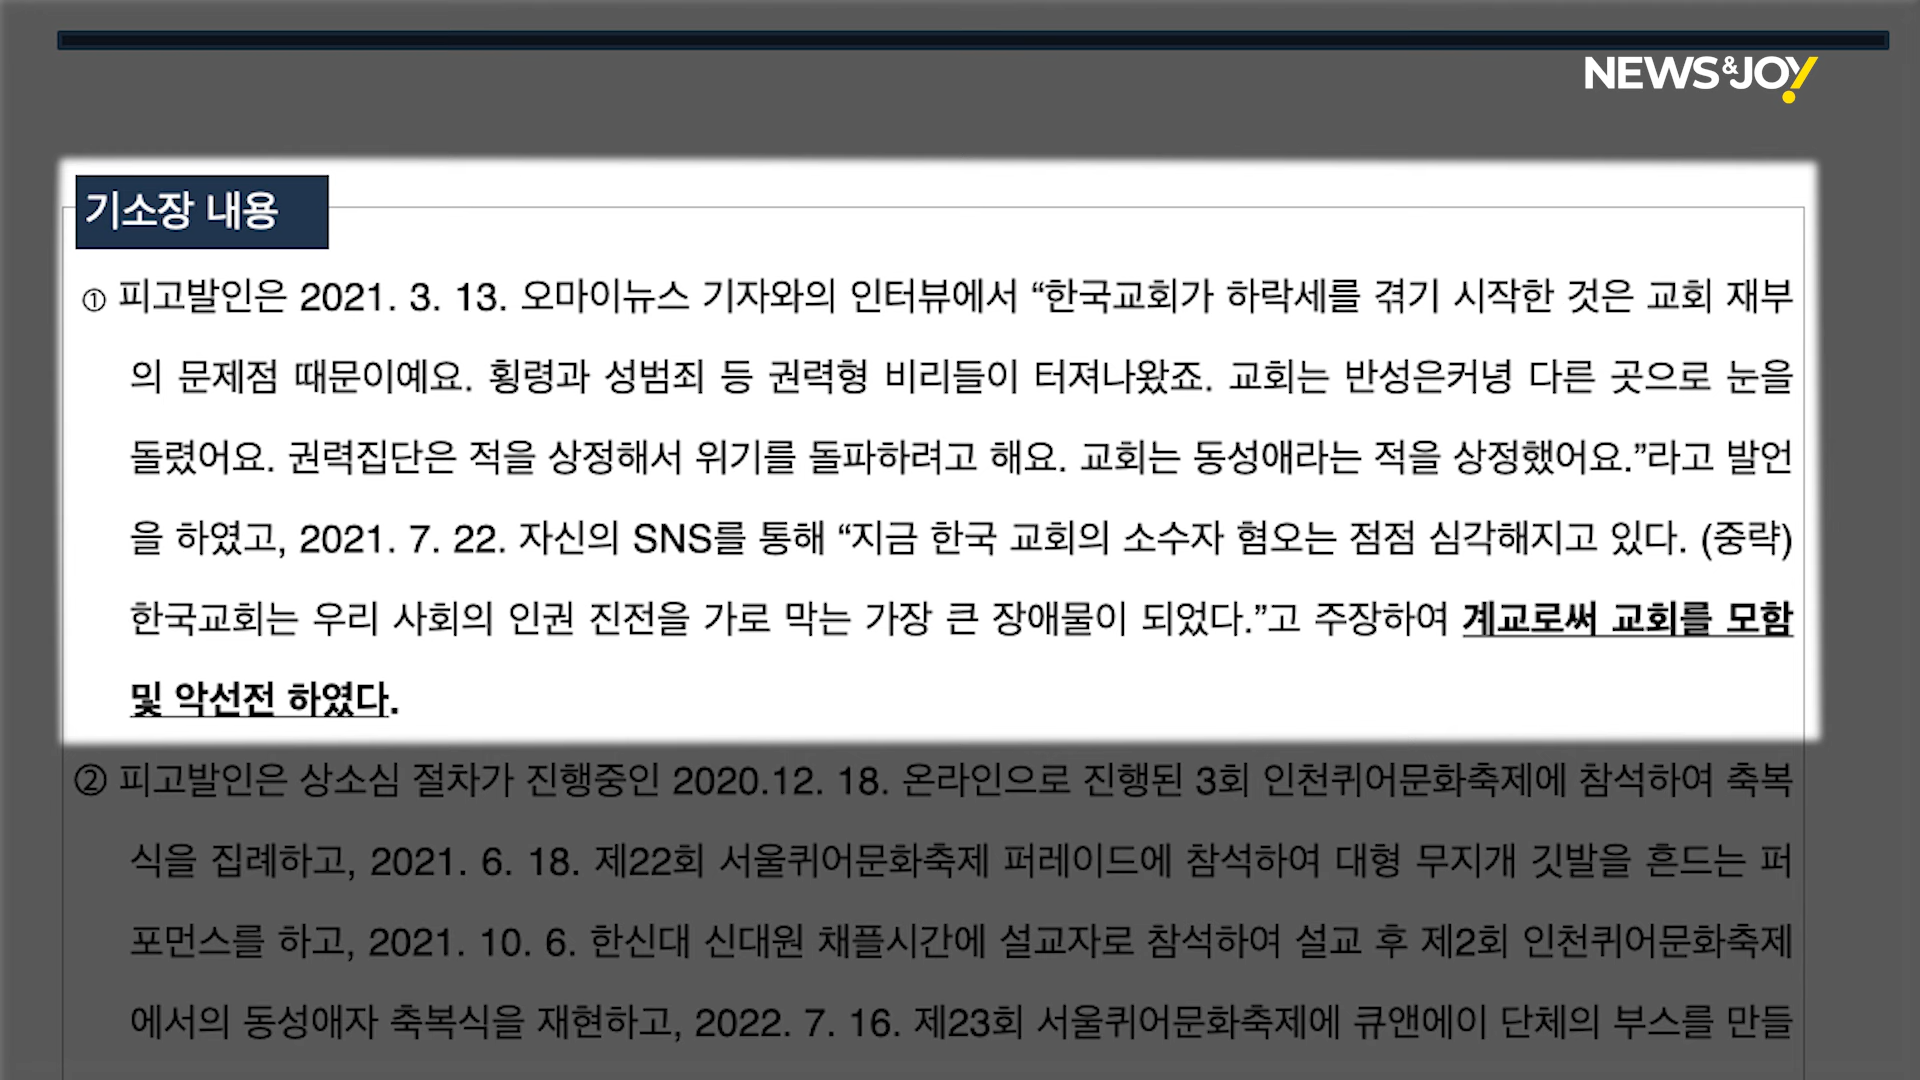 NEWS&JOY
기소장 내용
① 피고발인은 2021. 3. 13. 오마이뉴스 기자와의 인터뷰에서 “한국교회가 하락세를 겪기 시작한 것은 교회 재부
의 문제점 때문이예요. 횡령과 성범죄 등 권력형 비리들이 터져나왔죠. 교회는 반성은커녕 다른 곳으로 눈을
돌렸어요. 권력집단은 적을 상정해서 위기를 돌파하려고 해요. 교회는 동성애라는 적을 상정했어요.”라고 발언
을 하였고, 2021. 7. 22. 자신의 SNS를 통해 “지금 한국 교회의 소수자 혐오는 점점 심각해지고 있다. (중략)
한국교회는 우리 사회의 인권 진전을 가로 막는 가장 큰 장애물이 되었다.”고 주장하여 계교로써 교회를 모함
및 악선전 하였다.
② 피고발인은 상소심 절차가 진행중인 2020.12. 18. 온라인으로 진행된 3회 인천퀴어문화축제에 참석하여 축복
식을 집례하고, 2021. 6. 18. 제22회 서울퀴어문화축제 퍼레이드에 참석하여 대형 무지개 깃발을 흔드는 퍼
포먼스를 하고, 2021. 10. 6. 한신대 신대원 채플시간에 설교자로 참석하여 설교 후 제2회 인천퀴어문화축제
에서의 동성애자 축복식을 재현하고, 2022. 7. 16. 제23회 서울퀴어문화축제에 큐앤에이 단체의 부스를 만들